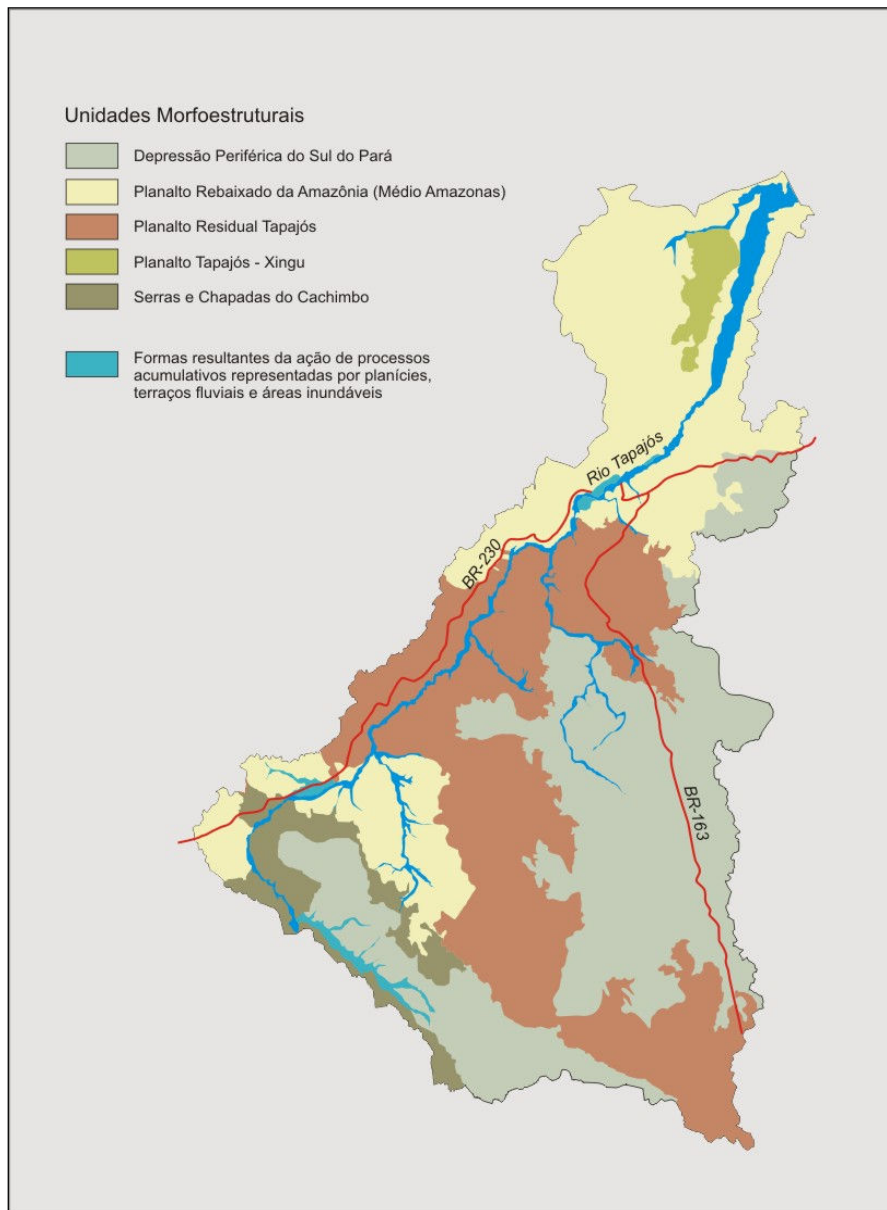 Unidades Morfoestruturais
Depressão Periférica do Sul do Pará
Planalto Rebaixado da Amazônia (Médio Amazonas)
Planalto Residual Tapajós
Planalto Tapajós - Xingu
Serras e Chapadas do Cachimbo
Formas resultantes da ação de processos
acumulativos representadas por planícies,
terraços fluviais e áreas inundáveis
Rio Tapajós
BR-230
BR-163